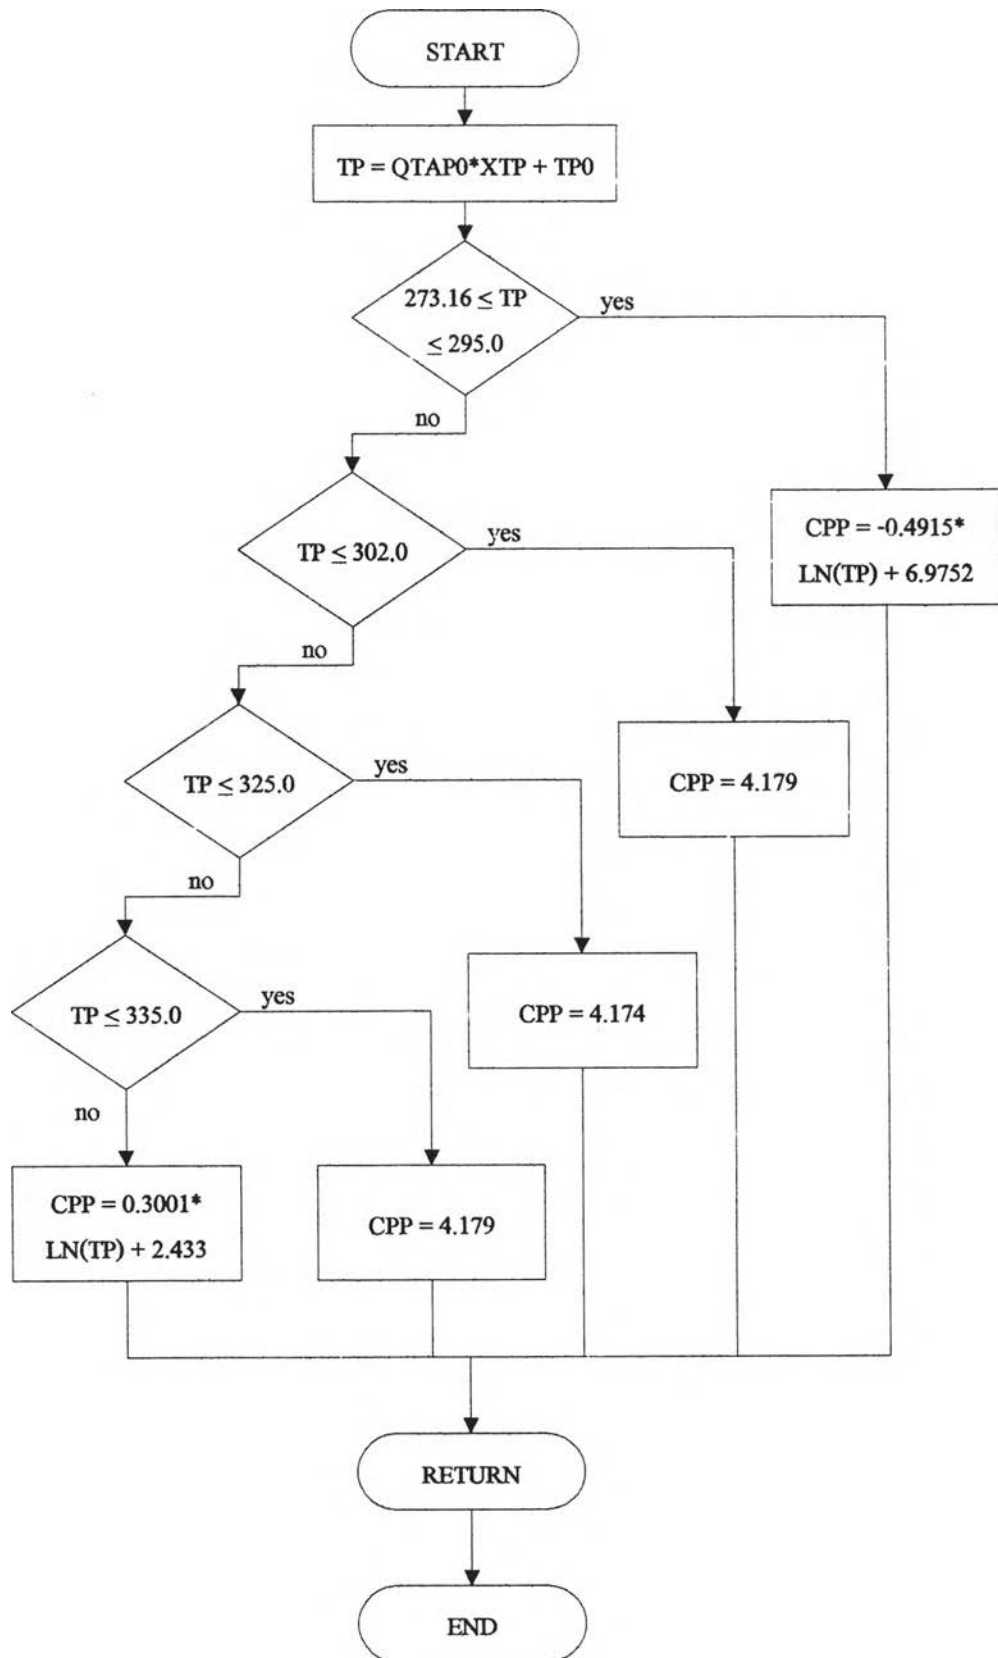 START
TP = QTAP0*XTP + TP0
273.16 ≤ TP
≤ 295.0
yes
no
TP ≤ 302.0
yes
CPP = -0.4915*
LN(TP) + 6.9752
no
TP ≤ 325.0
yes
CPP = 4.179
no
TP ≤ 335.0
yes
CPP = 4.174
no
CPP = 0.3001*
LN(TP) + 2.433
CPP = 4.179
RETURN
END